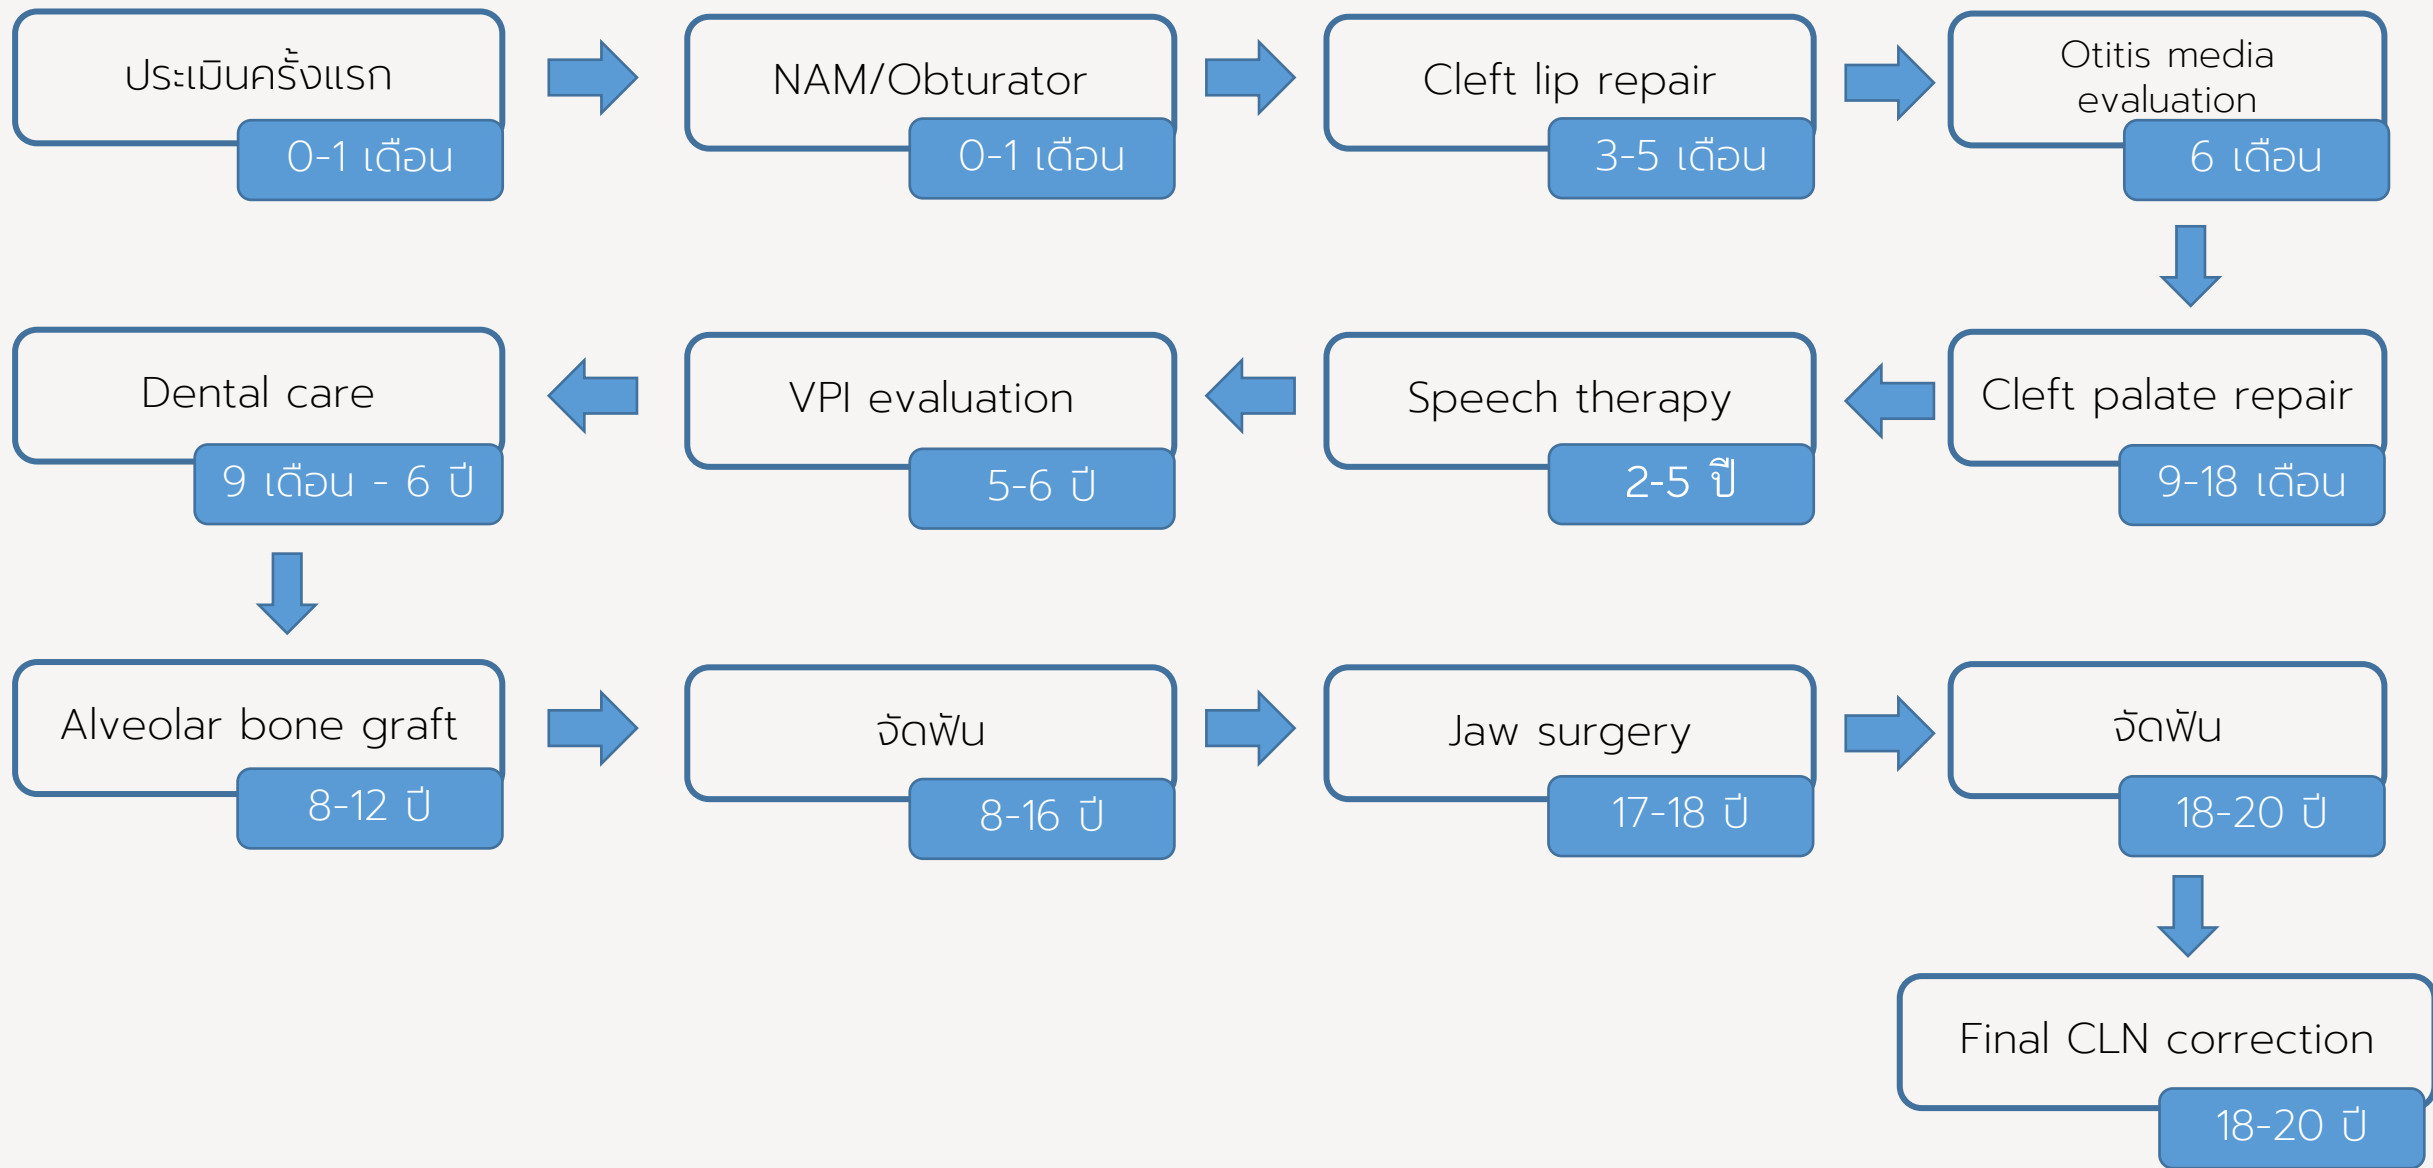 ประเมินครั้งแรก
0-1 เดือน
NAM/Obturator
0-1 เดือน
Cleft lip repair
3-5 เดือน
Otitis media
evaluation
6 เดือน
Cleft palate repair
9-18 เดือน
Speech therapy
2-5 ปี
VPI evaluation
5-6 ปี
Dental care
9 เดือน - 6 ปี
Alveolar bone graft
8-12 ปี
จัดฟัน
8-16 ปี
Jaw surgery
17-18 ปี
จัดฟัน
18-20 ปี
Final CLN correction
18-20 ปี